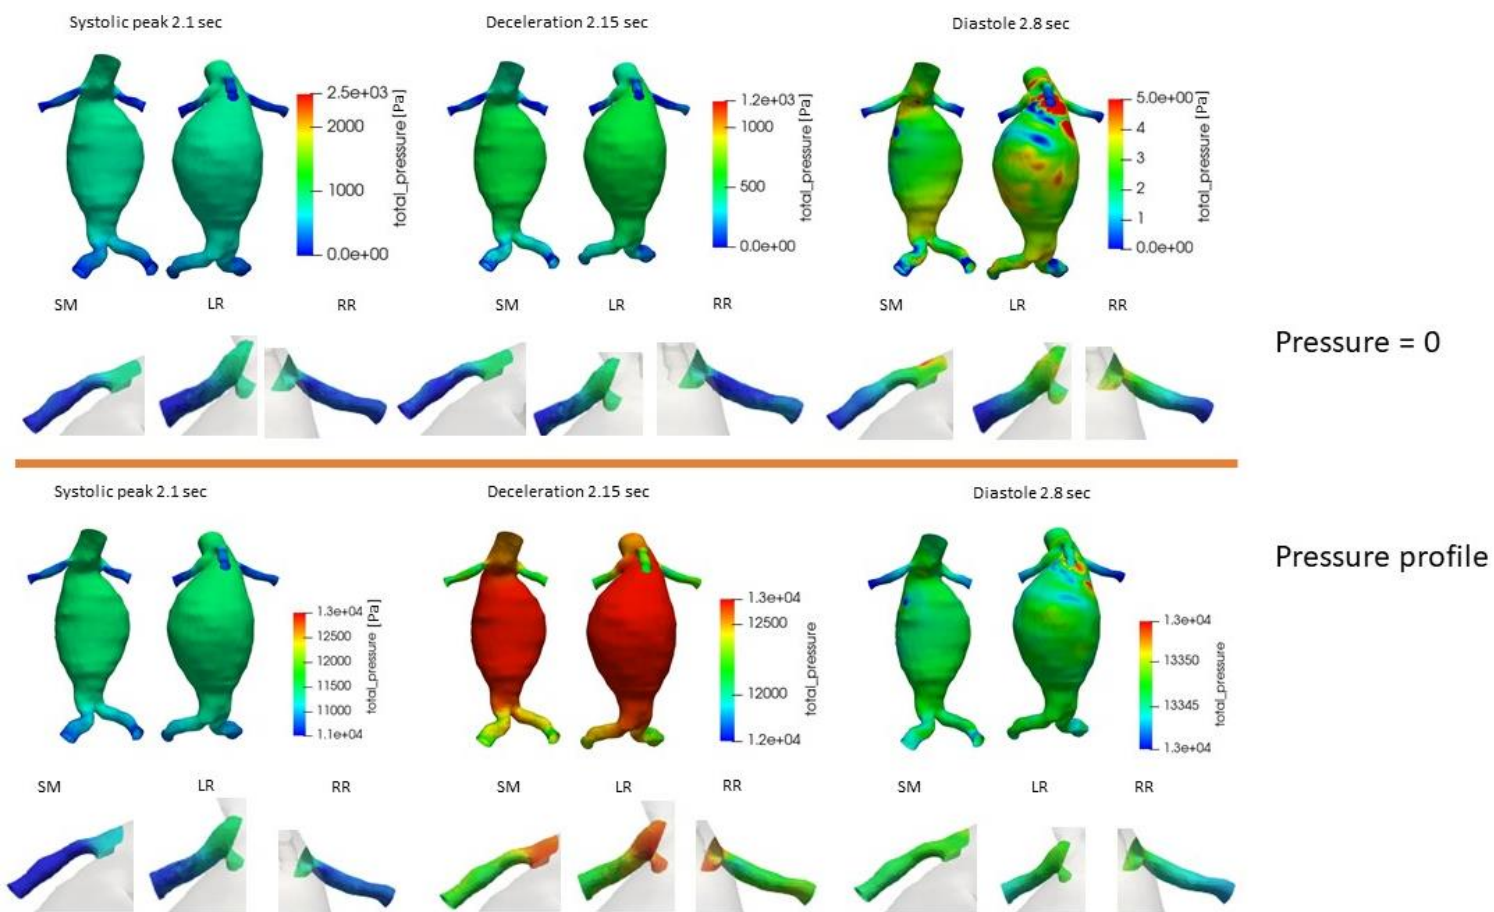 Systolic peak 2.1 sec
Deceleration 2.15 sec
Diastole 2.8 sec
2.5e+03
2000
1000
0.0e+00
total_pressure [Pa]
1.2e+03
1000
500
0.0e+00
total_pressure [Pa]
5.0e+00
4
3
2
1
0.0e+00
total_pressure [Pa]
SM
LR
RR
SM
LR
RR
SM
LR
RR
Pressure = 0
Systolic peak 2.1 sec
Deceleration 2.15 sec
Diastole 2.8 sec
Pressure profile
1.3e+04
12500
12000
11500
11000
1.1e+04
total_pressure [Pa]
1.3e+04
12500
12000
1.2e+04
total_pressure
1.3e+04
13350
13345
1.3e+04
total_pressure
SM
LR
RR
SM
LR
RR
SM
LR
RR